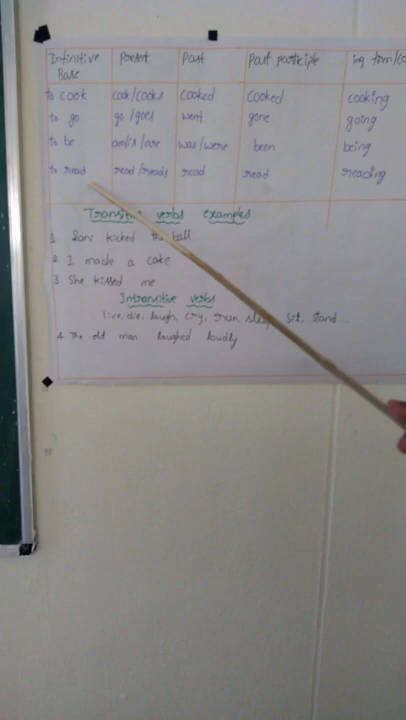 Infinitive Base Present Past Past participle ing
to cook cook/cooks cooked cooked cooking
to go go/goes went gone going
to be am/is/are was/were been being
to read read/reads read read reading
Transitive verbs examples
1 kicked the ball
2 I made a cake
3 She kissed me
Intransitive verbs
live, die, laugh, cry, run, sleep, sit, stand...
4 The old man laughed loudly